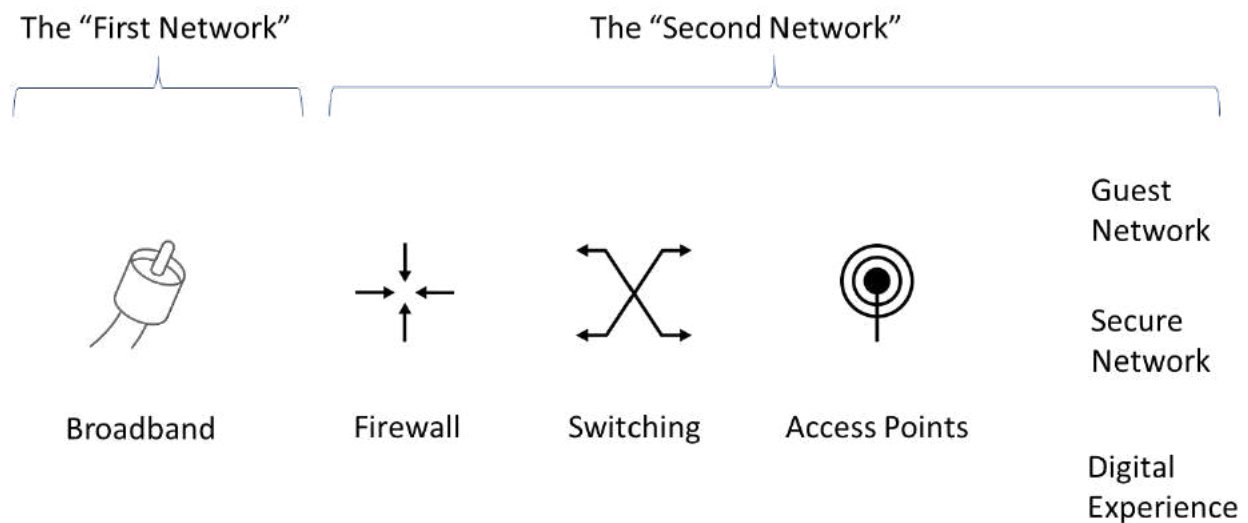 The “First Network”
The “Second Network”
Guest
Network
Secure
Network
Broadband
Firewall
Switching
Access Points
Digital
Experience